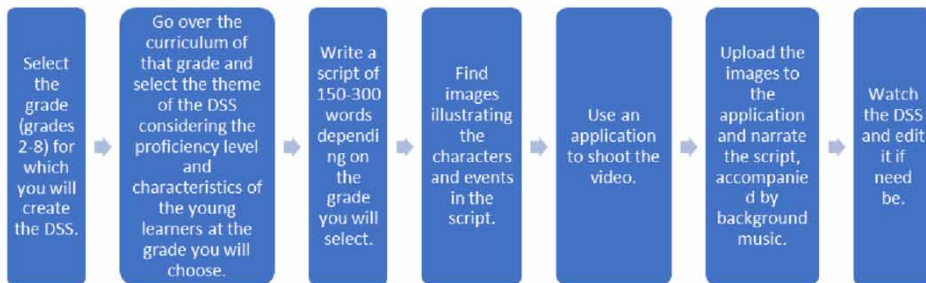 Select
the
grade
(grades
2-8) for
which you
will
create
the DSS.
Go over the
curriculum of
that grade and
select the theme
of the DSS
considering the
proficiency level
and
characteristics of
the young
learners at the
grade you will
choose.
Write a
script of
150-300
words
dependi
ng on
the
grade
you will
select.
Find
images
illustrating
the
characters
and events
in the
script.
Use an
application
to shoot the
video.
Upload the
images to
the
application
and narrate
the script,
accompanie
d by
background
music.
Watch
the DSS
and edit
it if
need
be.